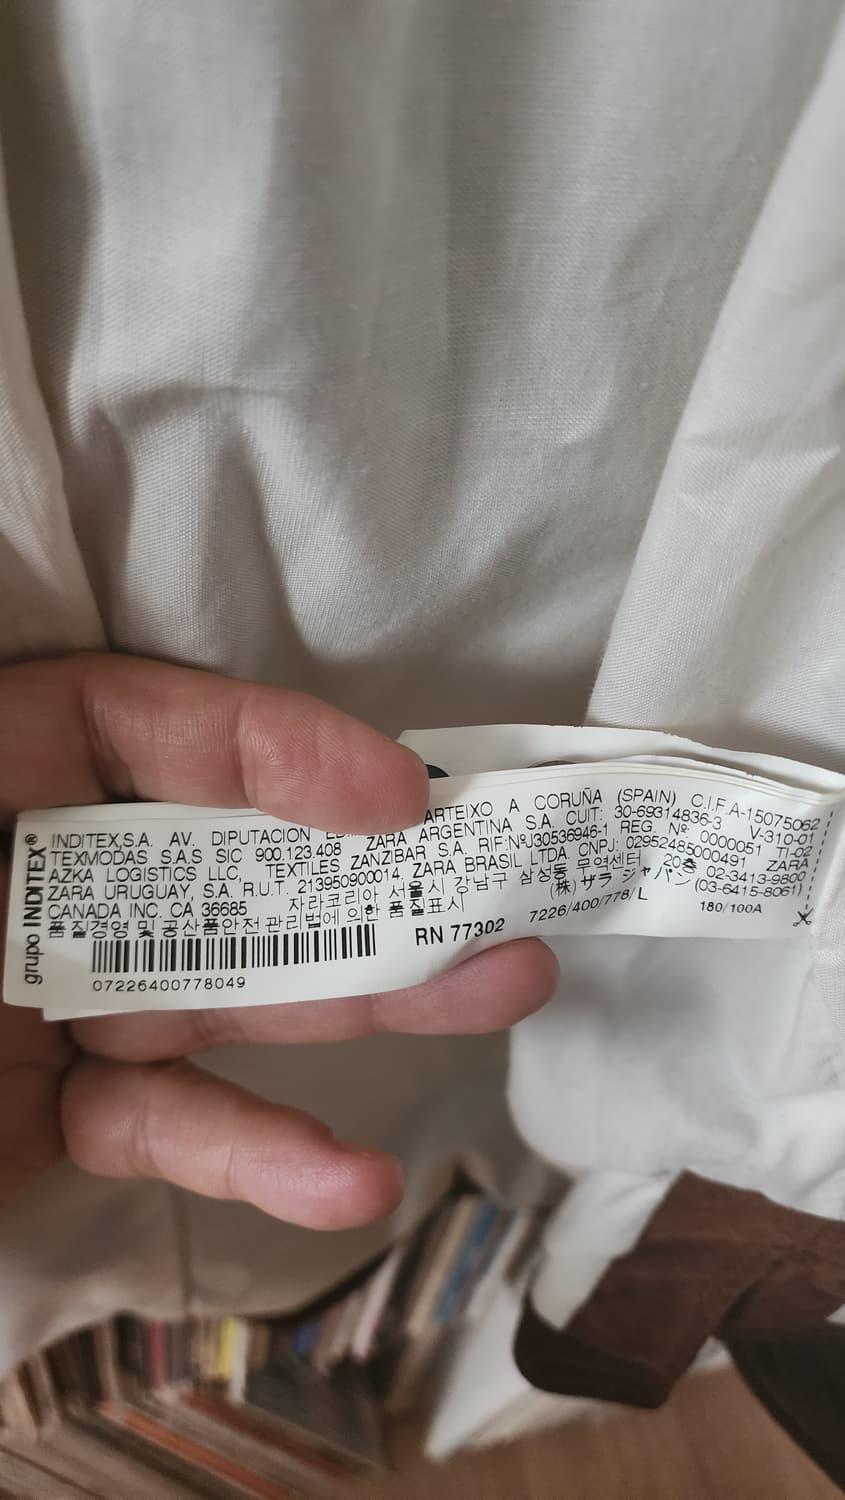 grupo INDITEX®
INDITEX,S.A. AV. DIPUTACION ARTEIXO A CORUÑA (SPAIN) C.I.F.A-15075062
TEXMODAS S.A.S SIC 900.123.408 ZARA ARGENTINA S.A. CUIT: 30-69314836-3 V-310-01
AZKA LOGISTICS LLC, TEXTILES ZANZIBAR S.A. RIF:NºJ30536946-1 REG. Nº 0000051 TI-02
ZARA URUGUAY, S.A. R.U.T. 213950900014. ZARA BRASIL LTDA. CNPJ: 02952485000491 ZARA
CANADA INC. CA 36685 자라코리아 서울시 강남구 삼성동 무역센터 20층 02-3413-9800
품질경영 및 공산품안전관리법에 의한 품질표시 (株) ザラ ジャパン (03-6415-8061)
RN 77302 7226/400/778/L 180/100A
07226400778049